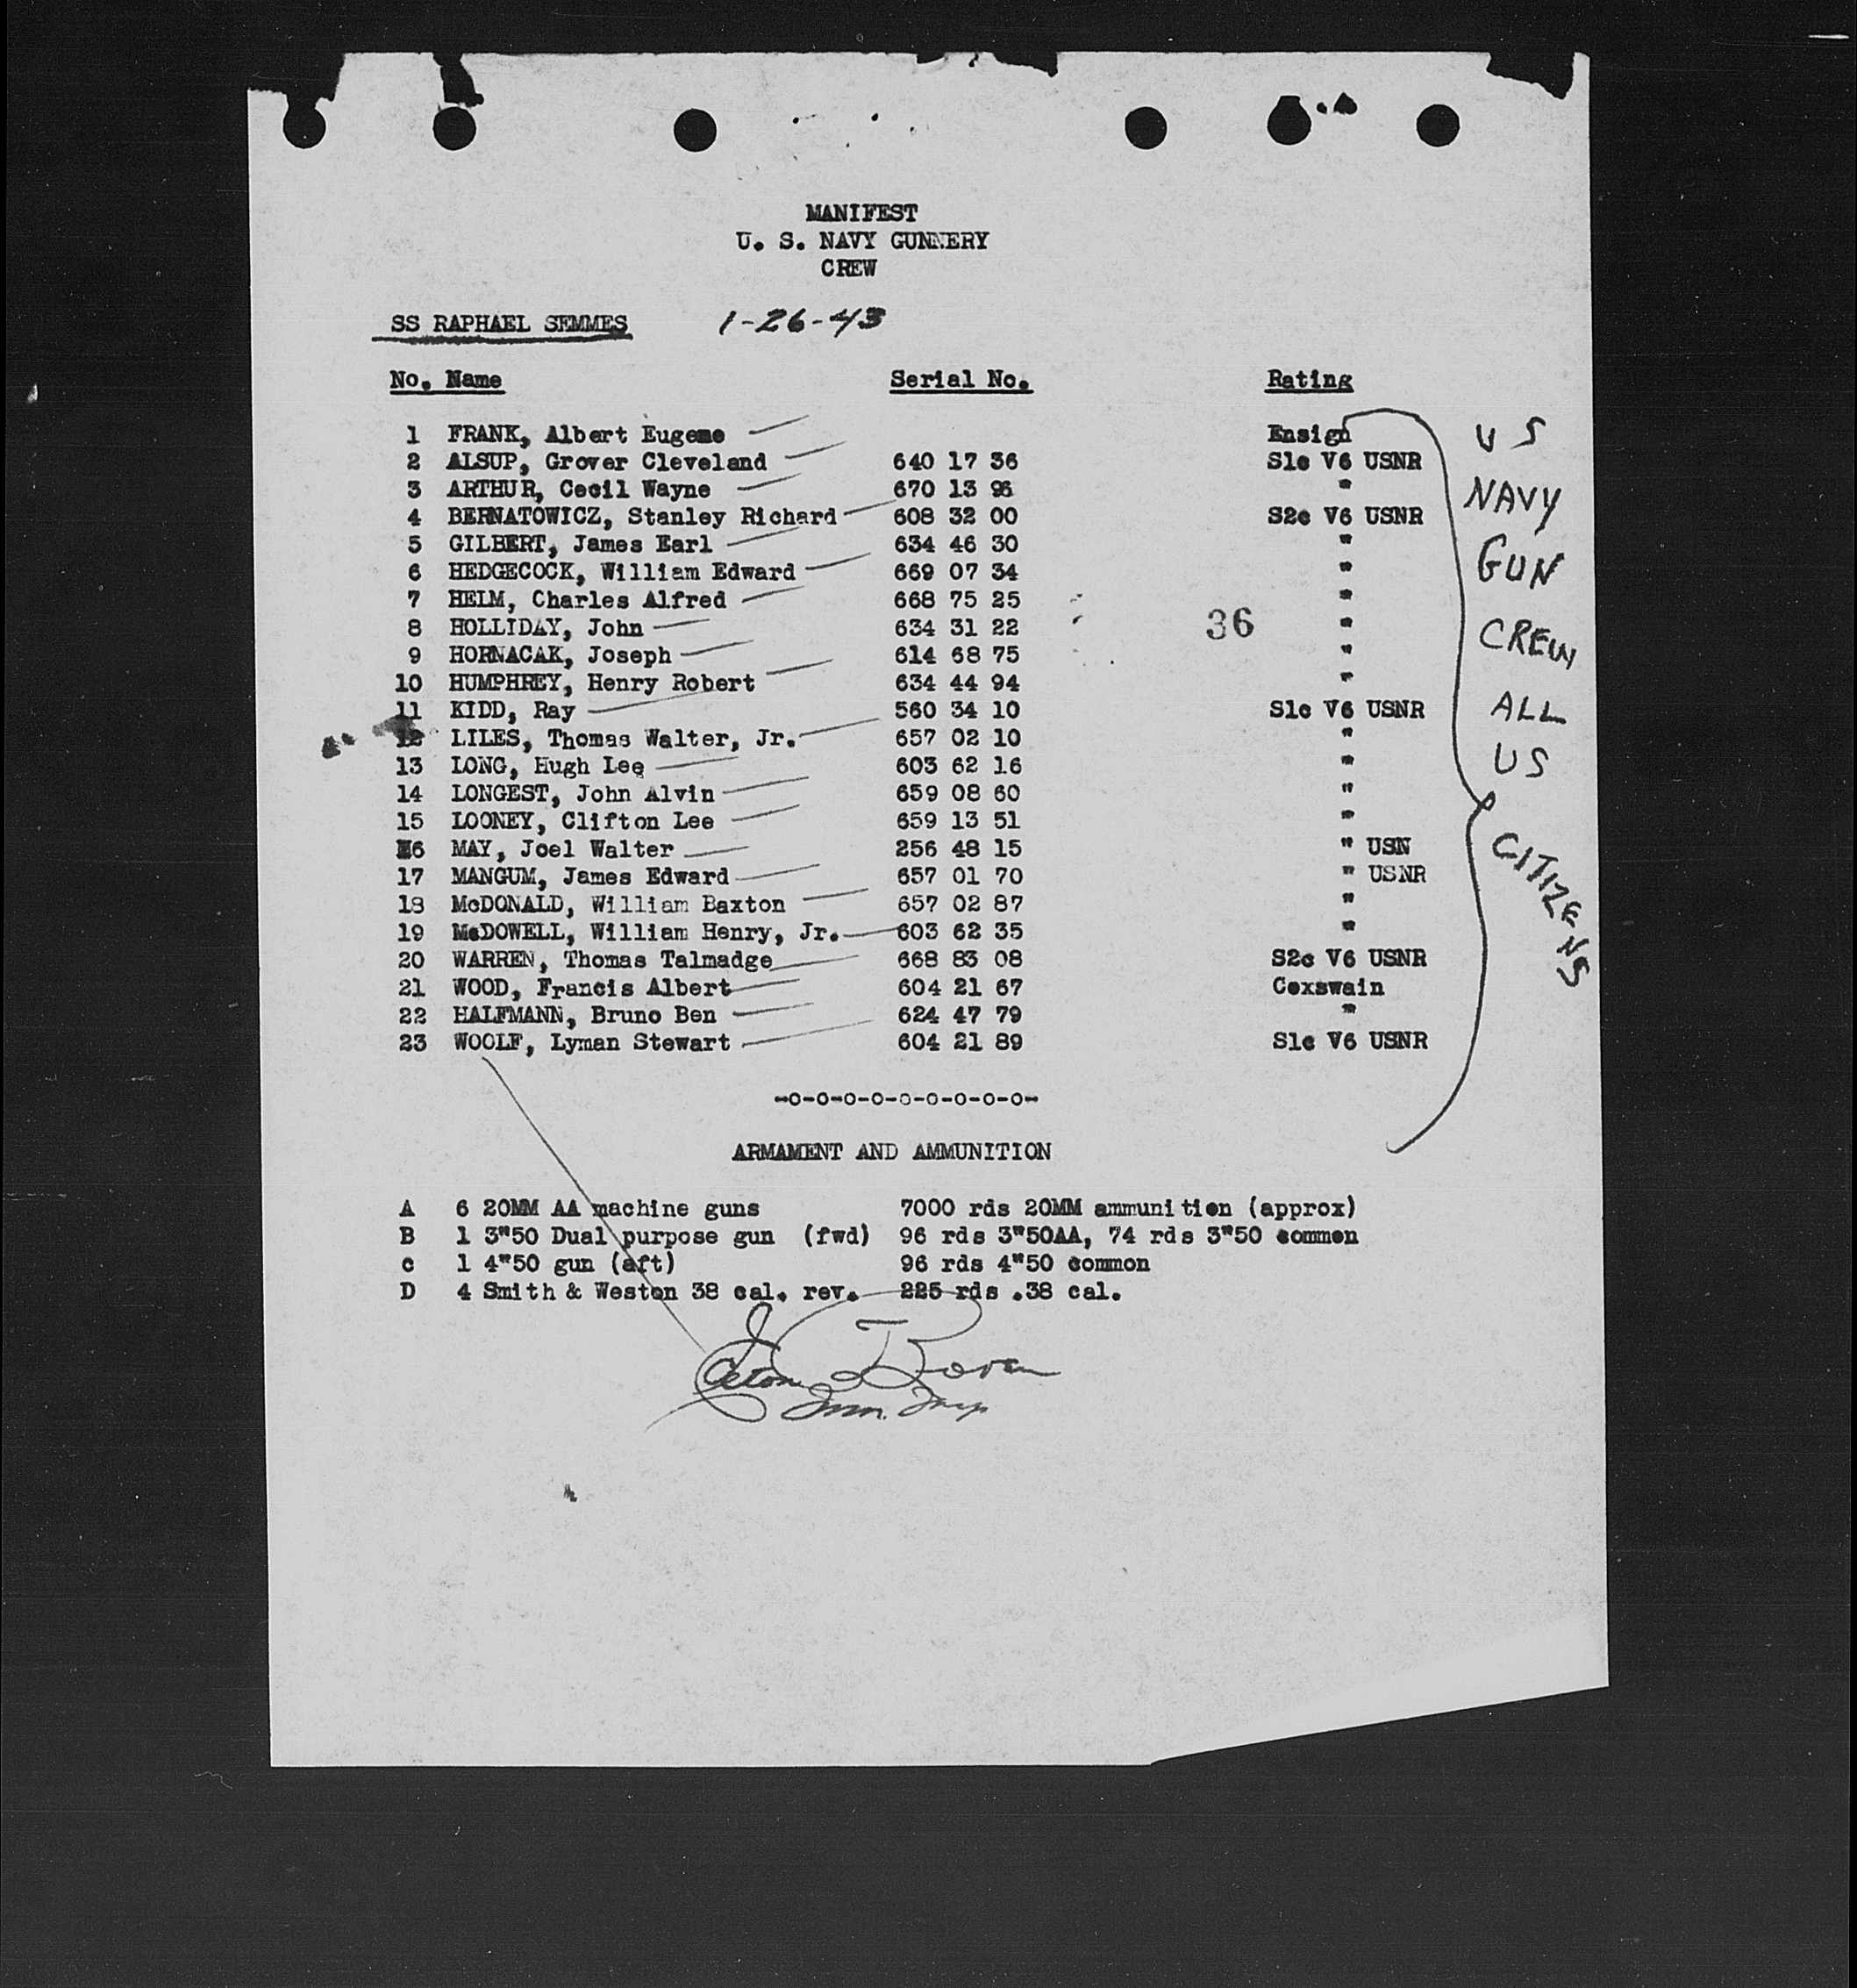 MANIFEST
U. S. NAVY GUNNERY
CREW
SS RAPHAEL SEMMES 1-26-43
No. Name Serial No. Rating
1 FRANK, Albert Eugene Ensign
2 ALSUP, Grover Cleveland 640 17 36 S1c V6 USNR
3 ARTHUR, Cecil Wayne 670 13 96 "
4 BERNATOWICZ, Stanley Richard 608 32 00 S2c V6 USNR
5 GILBERT, James Earl 634 46 30 "
6 HEDGECOCK, William Edward 669 07 34 "
7 HELM, Charles Alfred 668 75 25 "
8 HOLLIDAY, John 634 31 22 "
9 HORNACAK, Joseph 614 68 75 "
10 HUMPHREY, Henry Robert 634 44 94 "
11 KIDD, Ray 560 34 10 S1c V6 USNR
12 LILES, Thomas Walter, Jr. 657 02 10 "
13 LONG, Hugh Lee 603 62 16 "
14 LONGEST, John Alvin 659 08 60 "
15 LOONEY, Clifton Lee 659 13 51 "
16 MAY, Joel Walter 256 48 15 " USN
17 MANGUM, James Edward 657 01 70 " USNR
18 McDONALD, William Baxton 657 02 87 "
19 McDOWELL, William Henry, Jr. 603 62 35 "
20 WARREN, Thomas Talmadge 668 83 08 S2c V6 USNR
21 WOOD, Francis Albert 604 21 67 Coxswain
22 HALFMANN, Bruno Ben 624 47 79 "
23 WOOLF, Lyman Stewart 604 21 89 S1c V6 USNR
36
US
NAVY
GUN
CREW
ALL
US
CITIZENS
-o-o-o-o-o-o-o-o-o-
ARMAMENT AND AMMUNITION
A 6 20MM AA machine guns 7000 rds 20MM ammunition (approx)
B 1 3"50 Dual purpose gun (fwd) 96 rds 3"50AA, 74 rds 3"50 common
c 1 4"50 gun (aft) 96 rds 4"50 common
D 4 Smith & Weston 38 cal. rev. 225 rds .38 cal.
Imm. Insp